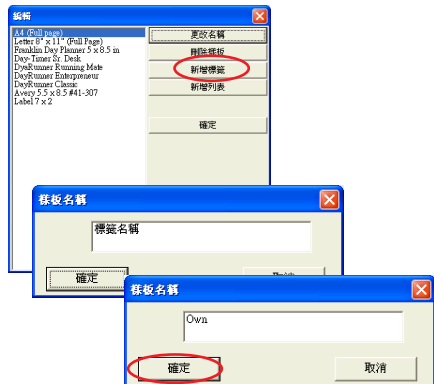 編輯
A4 (Full page)
Letter 8" x 11" (Full Page)
Franklin Day Planner 5 x 8.5 in
Day-Timer Sr. Desk
DyaRunner Running Mate
DayRunner Enterpreneur
DayRunner Classic
Avery 5.5 x 8.5 #41-307
Label 7 x 2
更改名稱
刪除樣板
新增標籤
新增列表
確定
樣板名稱
標籤名稱
確定
樣板名稱
Own
確定
取消